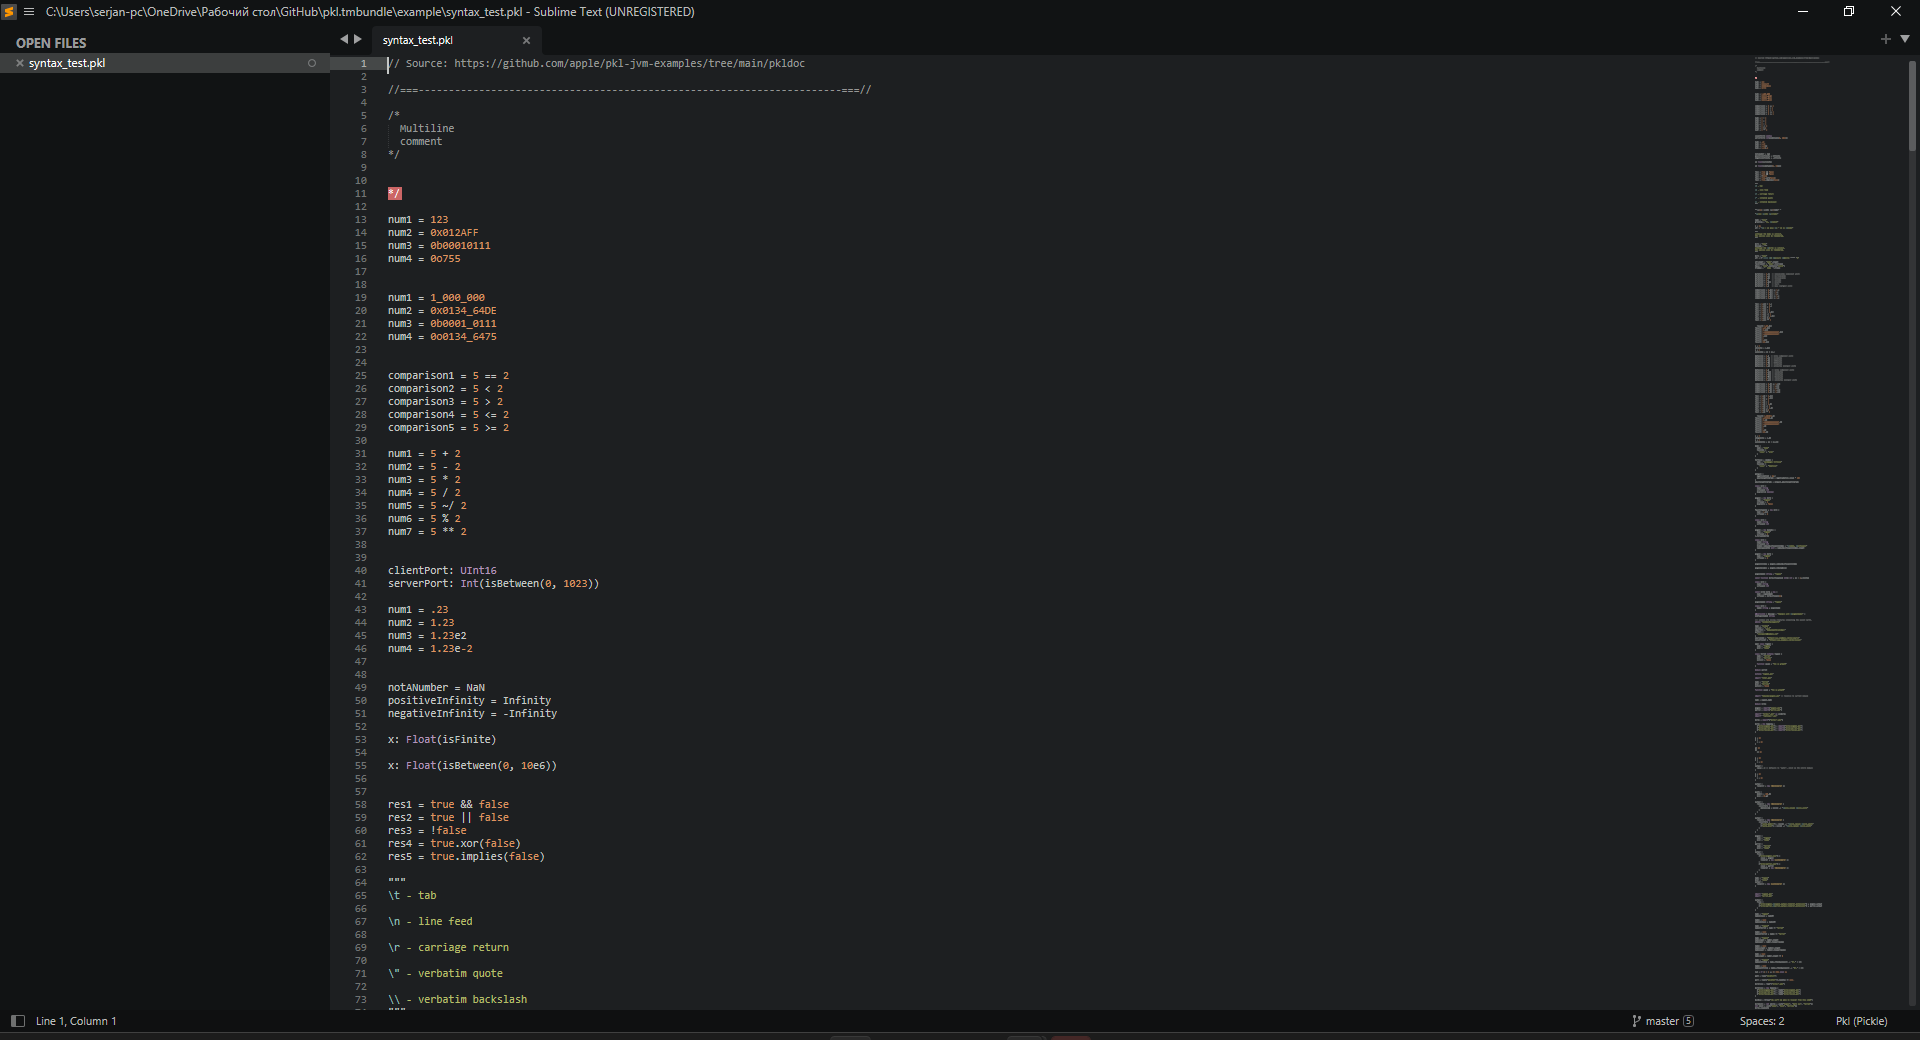 C:\Users\serjan-pc\OneDrive\Рабочий стол\GitHub\pkl.tmbundle\example\syntax_test.pkl - Sublime Text (UNREGISTERED)
OPEN FILES
syntax_test.pkl
syntax_test.pkl
1 // Source: https://github.com/apple/pkl-jvm-examples/tree/main/pkldoc
2
3 //===----------------------------------------------------------------------===//
4
5 /*
6 Multiline
7 comment
8 */
9
10
11 */
12
13 num1 = 123
14 num2 = 0x012AFF
15 num3 = 0b00010111
16 num4 = 0o755
17
18
19 num1 = 1_000_000
20 num2 = 0x0134_64DE
21 num3 = 0b0001_0111
22 num4 = 0o0134_6475
23
24
25 comparison1 = 5 == 2
26 comparison2 = 5 < 2
27 comparison3 = 5 > 2
28 comparison4 = 5 <= 2
29 comparison5 = 5 >= 2
30
31 num1 = 5 + 2
32 num2 = 5 - 2
33 num3 = 5 * 2
34 num4 = 5 / 2
35 num5 = 5 ~/ 2
36 num6 = 5 % 2
37 num7 = 5 ** 2
38
39
40 clientPort: UInt16
41 serverPort: Int(isBetween(0, 1023))
42
43 num1 = .23
44 num2 = 1.23
45 num3 = 1.23e2
46 num4 = 1.23e-2
47
48
49 notANumber = NaN
50 positiveInfinity = Infinity
51 negativeInfinity = -Infinity
52
53 x: Float(isFinite)
54
55 x: Float(isBetween(0, 10e6))
56
57
58 res1 = true && false
59 res2 = true || false
60 res3 = !false
61 res4 = true.xor(false)
62 res5 = true.implies(false)
63
64 """
65 \t - tab
66
67 \n - line feed
68
69 \r - carriage return
70
71 \" - verbatim quote
72
73 \\ - verbatim backslash
Line 1, Column 1
master 5
Spaces: 2
Pkl (Pickle)